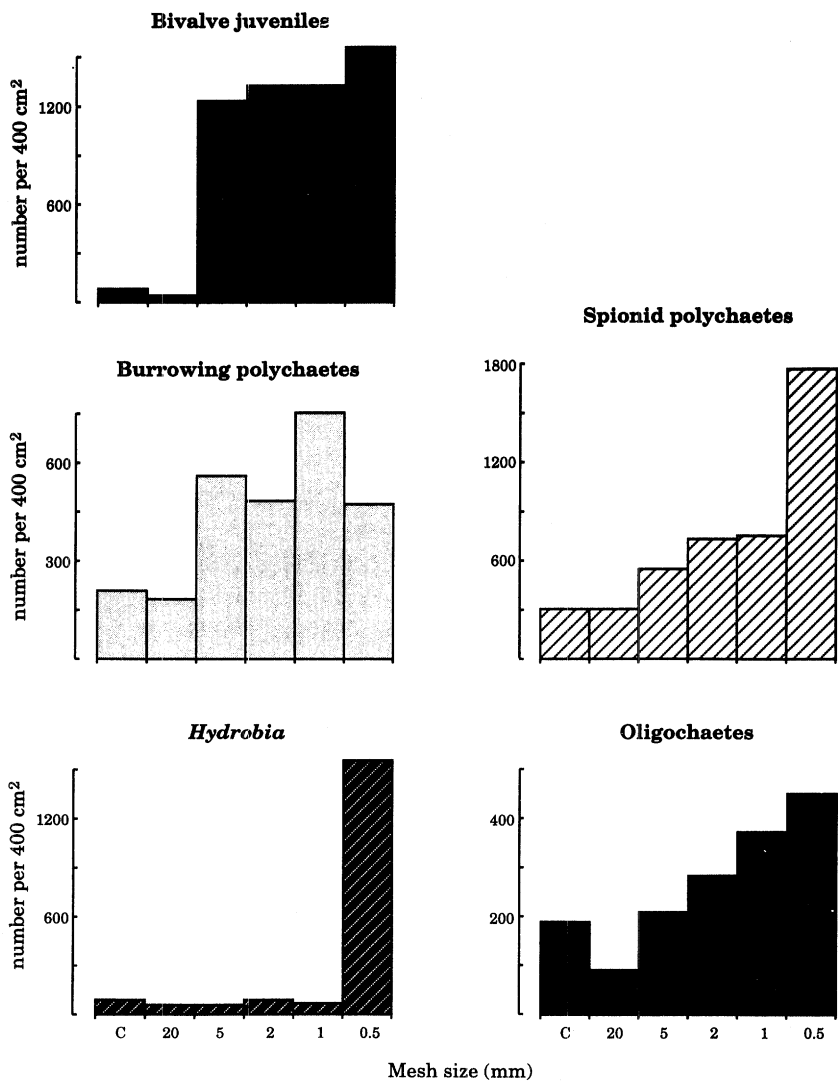 Bivalve juveniles
number per 400 cm²
1200
600
Spionid polychaetes
1800
1200
600
Burrowing polychaetes
number per 400 cm²
600
300
Hydrobia
number per 400 cm²
1200
600
C 20 5 2 1 0.5
Oligochaetes
400
200
C 20 5 2 1 0.5
Mesh size (mm)